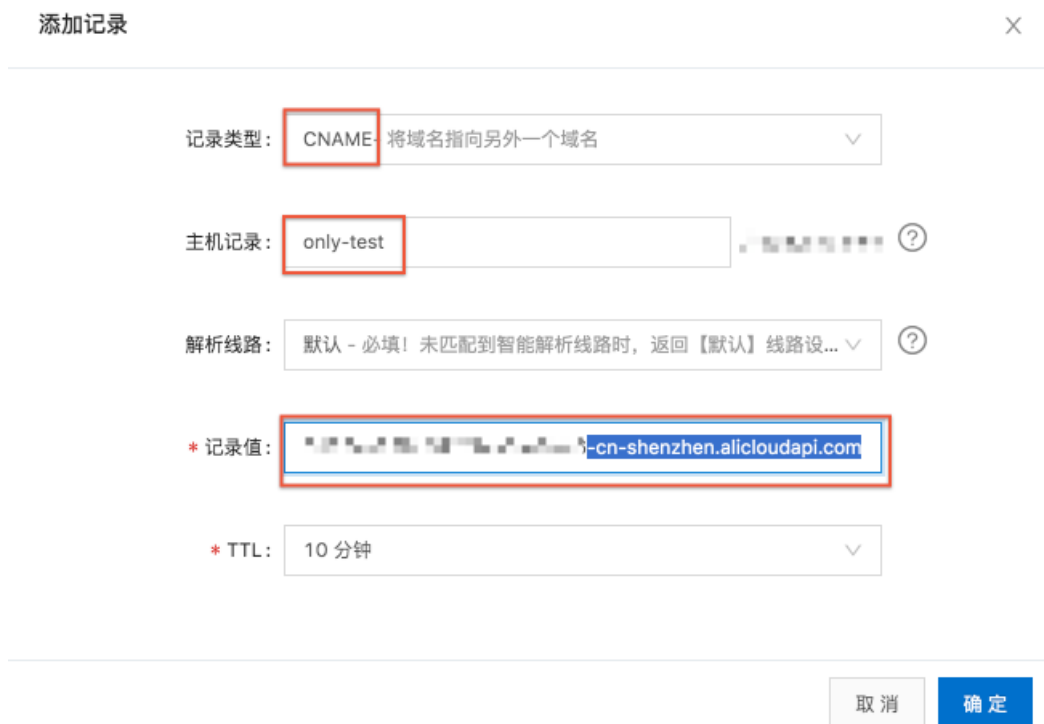 添加记录
记录类型： CNAME- 将域名指向另外一个域名
主机记录： only-test
解析线路： 默认 - 必填！未匹配到智能解析线路时，返回【默认】线路设...
* 记录值： -cn-shenzhen.alicloudapi.com
* TTL： 10 分钟
取消 确定